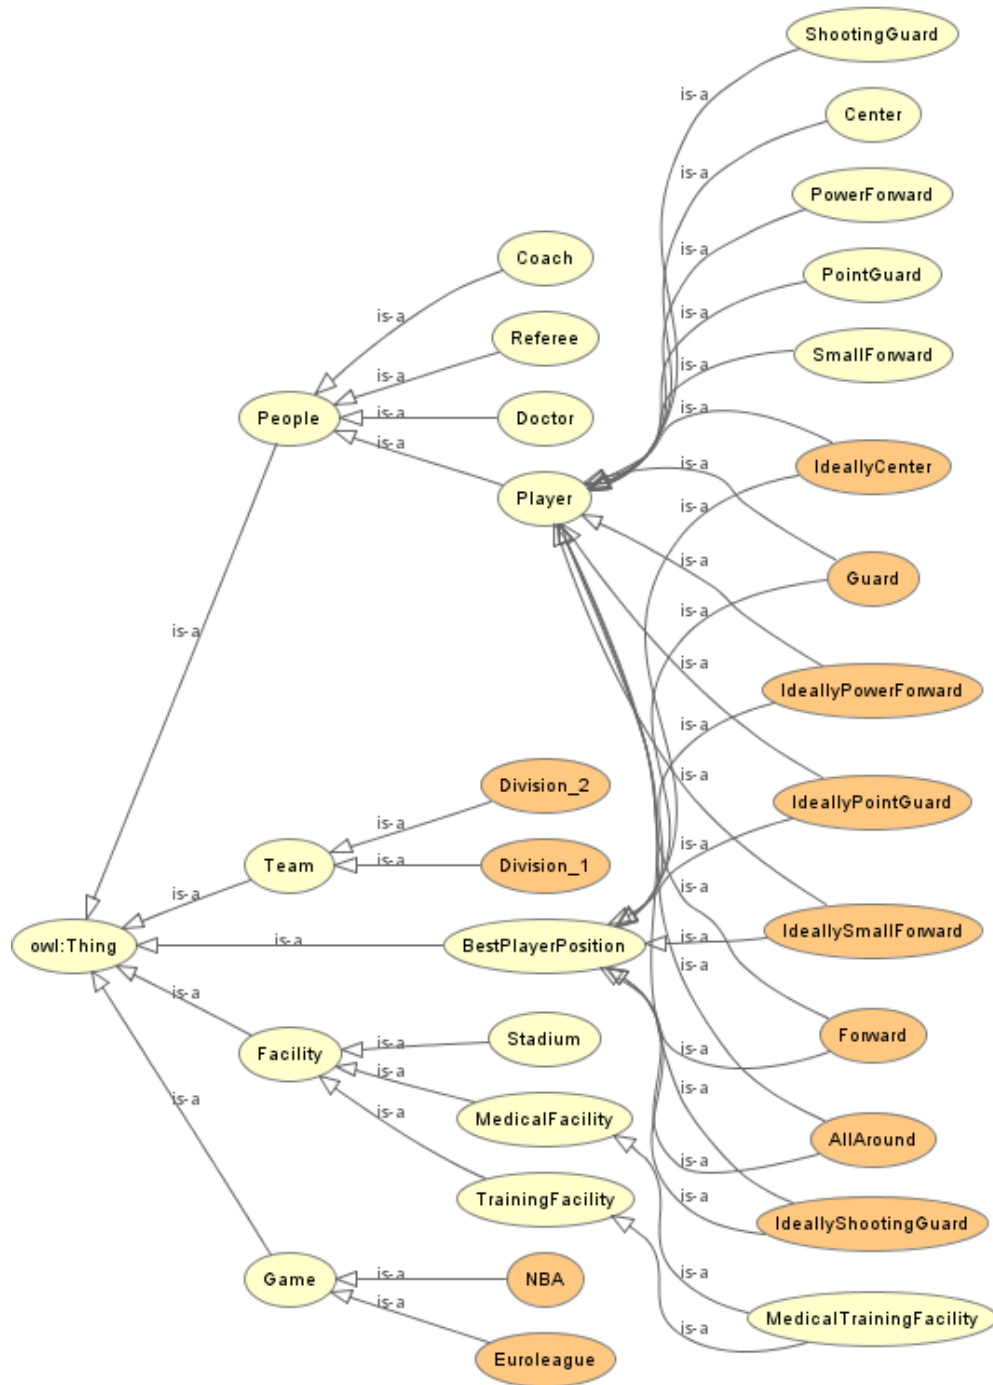 ShootingGuard
is-a
Center
is-a
PowerForward
is-a
Coach
PointGuard
is-a
is-a
Referee
SmallForward
is-a
is-a
People
is-a
Doctor
is-a
is-a
IdeallyCenter
is-a
Player
is-a
Guard
is-a
is-a
is-a
IdeallyPowerForward
is-a
Division_2
is-a
IdeallyPointGuard
is-a
Team
is-a
Division_1
is-a
is-a
is-a
owl:Thing
is-a
BestPlayerPosition
is-a
IdeallySmallForward
is-a
is-a
Facility
is-a
Stadium
is-a
Forward
is-a
is-a
MedicalFacility
is-a
AllAround
is-a
is-a
TrainingFacility
is-a
IdeallyShootingGuard
Game
is-a
NBA
is-a
is-a
MedicalTrainingFacility
is-a
Euroleague